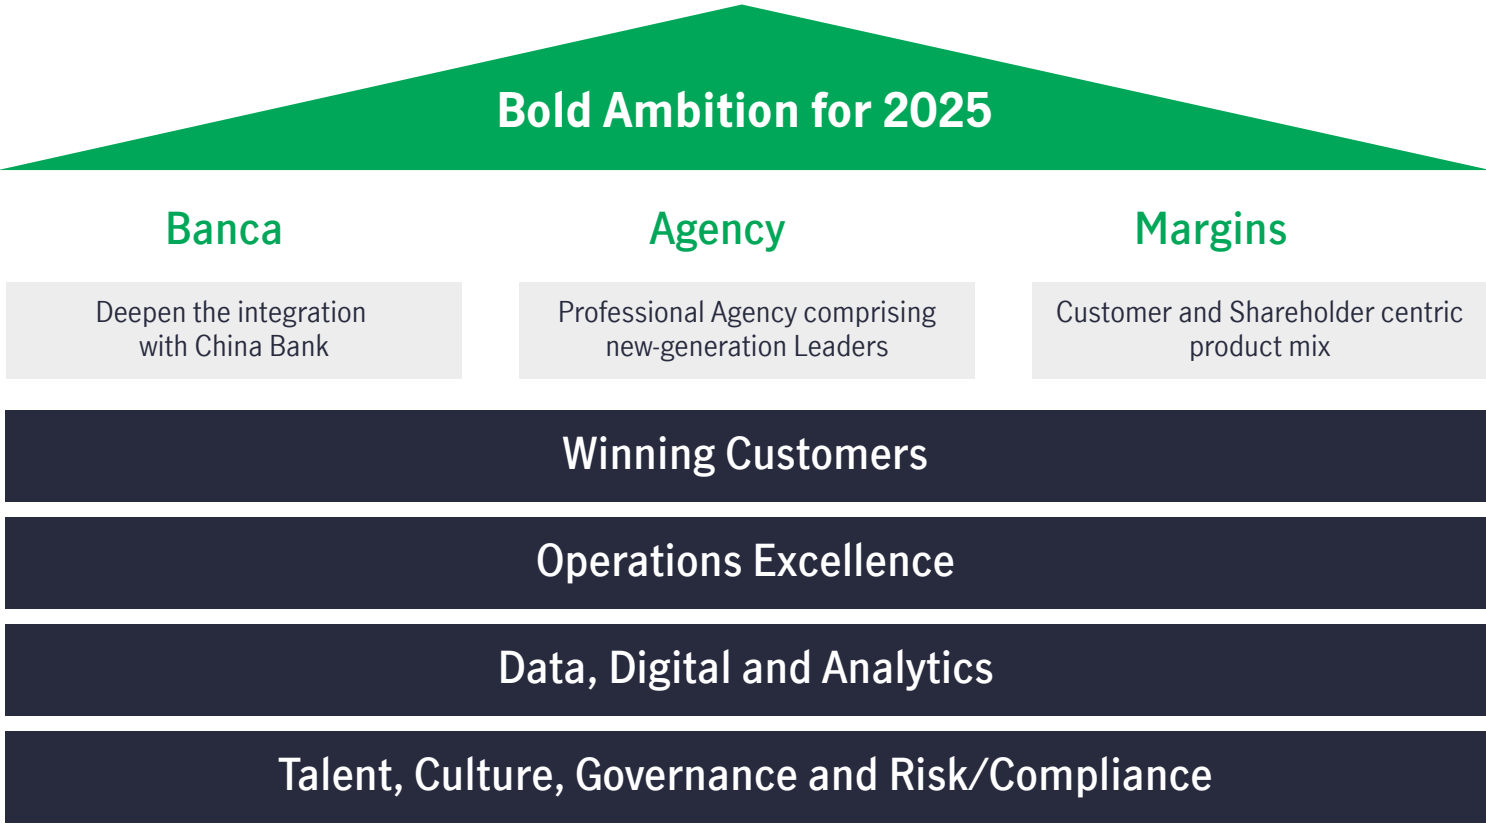 Bold Ambition for 2025
Banca
Agency
Margins
Deepen the integration
with China Bank
Professional Agency comprising
new-generation Leaders
Customer and Shareholder centric
product mix
Winning Customers
Operations Excellence
Data, Digital and Analytics
Talent, Culture, Governance and Risk/Compliance